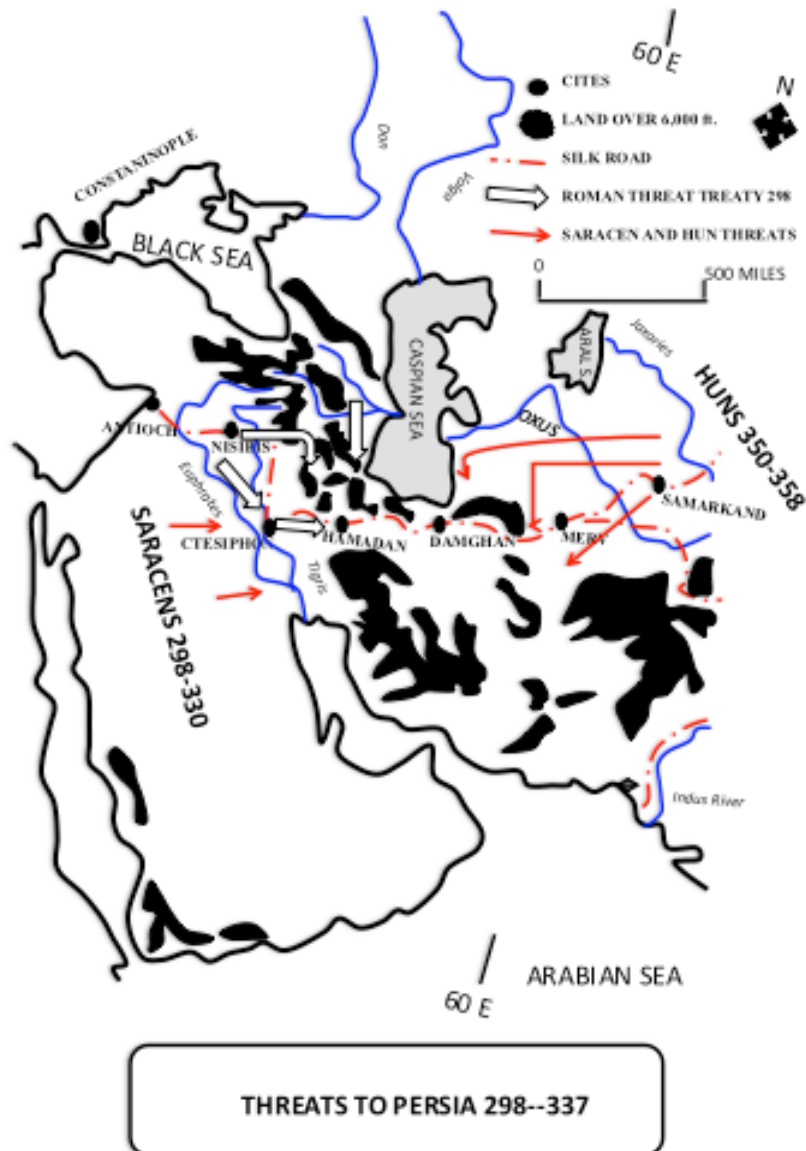 60 E
N
CITES
LAND OVER 6,000 ft.
SILK ROAD
ROMAN THREAT TREATY 298
SARACEN AND HUN THREATS
0
500 MILES
CONSTANINOPLE
BLACK SEA
Don
Volga
CASPIAN SEA
ARAL S.
Jaxaries
OXUS
HUNS 350-358
ANTIOCH
NISIBIS
Euphrates
CTESIPHON
HAMADAN
DAMGHAN
MERV
SAMARKAND
Tigris
SARACENS 298-330
Indus River
60 E
ARABIAN SEA
THREATS TO PERSIA 298--337